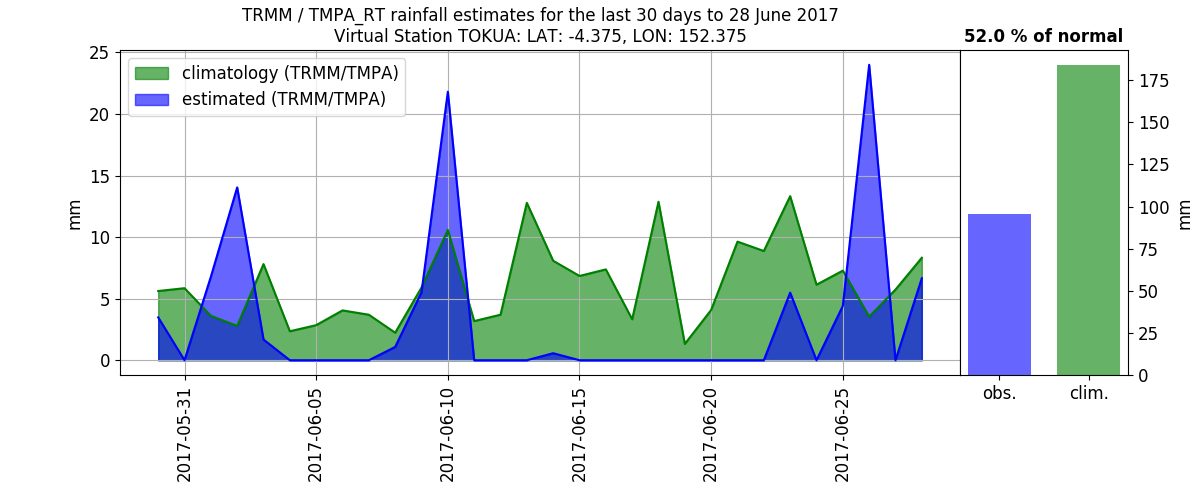 TRMM / TMPA_RT rainfall estimates for the last 30 days to 28 June 2017
Virtual Station TOKUA: LAT: -4.375, LON: 152.375
52.0 % of normal
climatology (TRMM/TMPA)
estimated (TRMM/TMPA)
25
20
15
10
5
0
mm
2017-05-31
2017-06-05
2017-06-10
2017-06-15
2017-06-20
2017-06-25
175
150
125
100
75
50
25
0
mm
obs.
clim.